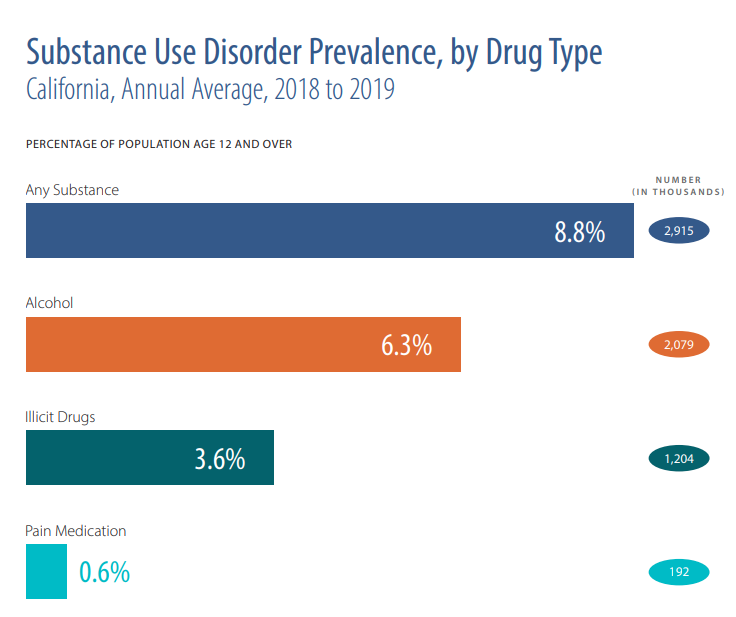 Substance Use Disorder Prevalence, by Drug Type
California, Annual Average, 2018 to 2019
PERCENTAGE OF POPULATION AGE 12 AND OVER
NUMBER
(IN THOUSANDS)
Any Substance
8.8%
2,915
Alcohol
6.3%
2,079
Illicit Drugs
3.6%
1,204
Pain Medication
0.6%
192